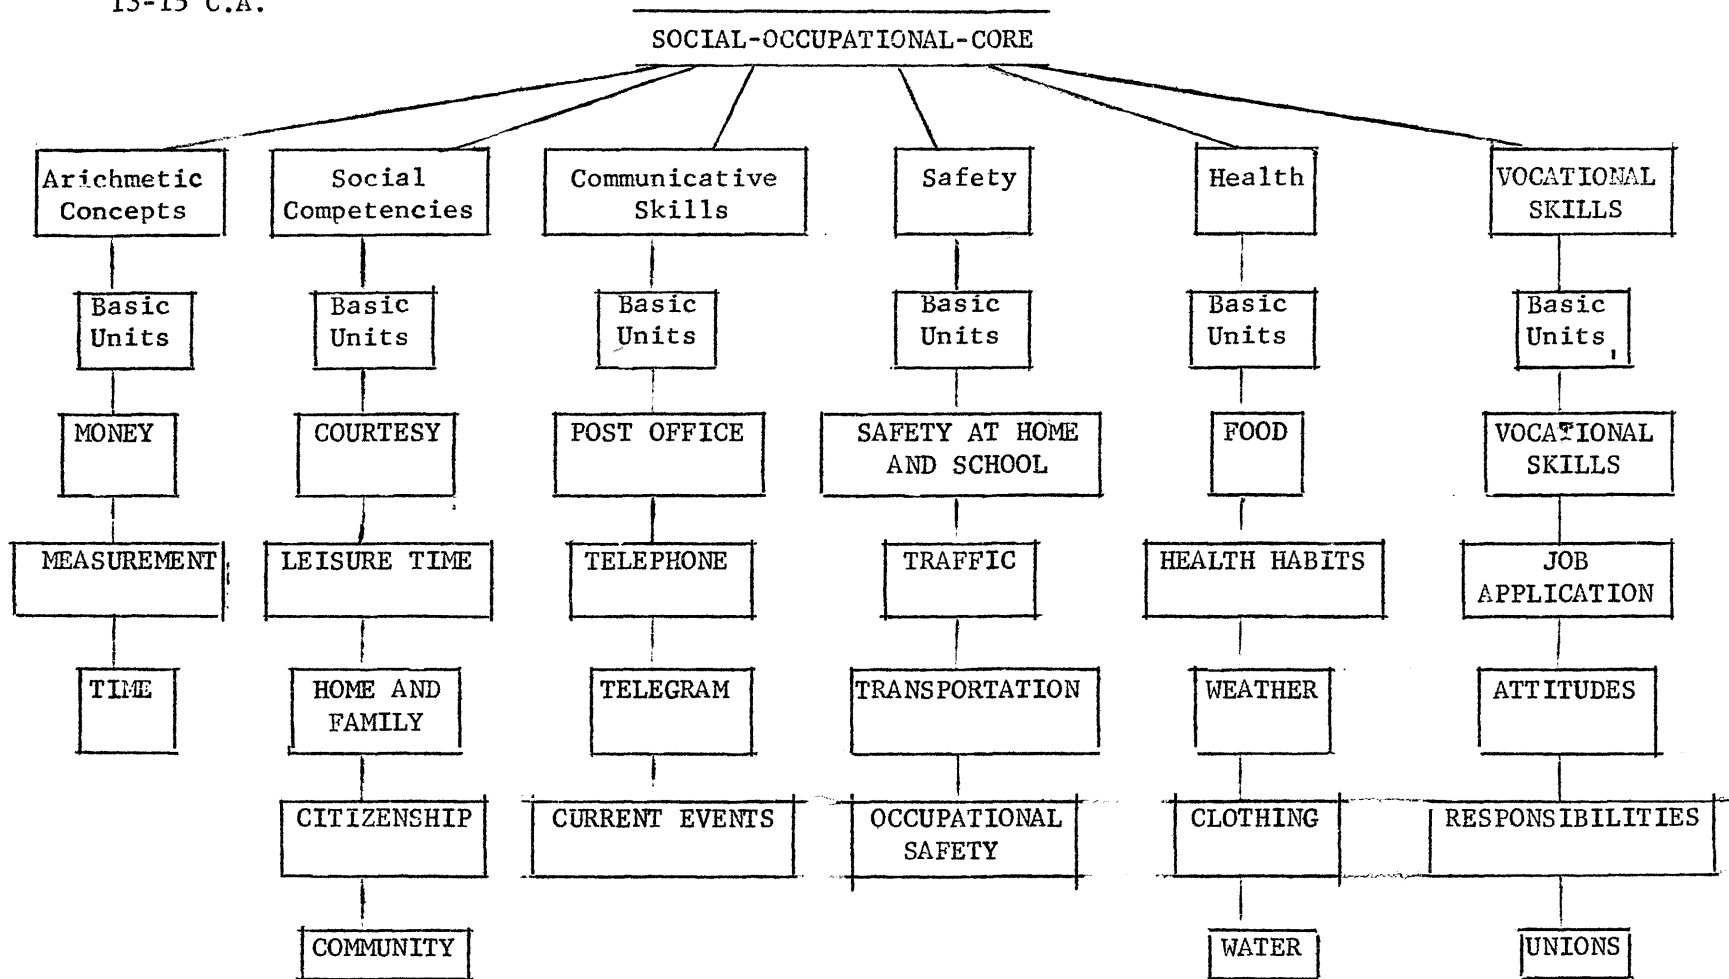 13-15 C.A.
SOCIAL-OCCUPATIONAL-CORE
Arichmetic
Concepts
Social
Competencies
Communicative
Skills
Safety
Health
VOCATIONAL
SKILLS
Basic
Units
Basic
Units
Basic
Units
Basic
Units
Basic
Units
Basic
Units
MONEY
COURTESY
POST OFFICE
SAFETY AT HOME
AND SCHOOL
FOOD
VOCATIONAL
SKILLS
MEASUREMENT
LEISURE TIME
TELEPHONE
TRAFFIC
HEALTH HABITS
JOB
APPLICATION
TIME
HOME AND
FAMILY
TELEGRAM
TRANSPORTATION
WEATHER
ATTITUDES
CITIZENSHIP
CURRENT EVENTS
OCCUPATIONAL
SAFETY
CLOTHING
RESPONSIBILITIES
COMMUNITY
WATER
UNIONS